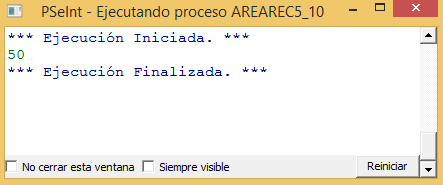 PSeInt - Ejecutando proceso AREAREC5_10
*** Ejecución Iniciada. ***
50
*** Ejecución Finalizada. ***
No cerrar esta ventana Siempre visible Reiniciar